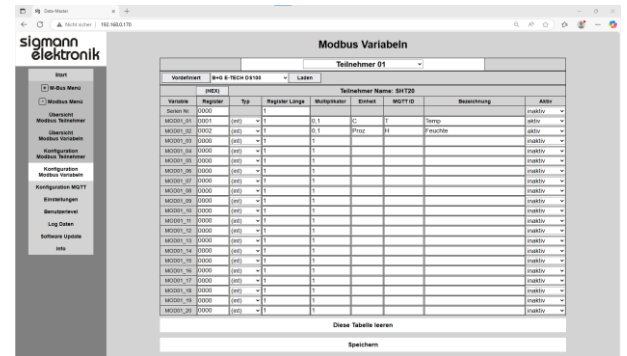 Data-Master
Nicht sicher 192.168.0.170
sigmann
elektronik
Start
+ M-Bus Menü
- Modbus Menü
Übersicht
Modbus Teilnehmer
Übersicht
Modbus Variabeln
Konfiguration
Modbus Teilnehmer
Konfiguration
Modbus Variabeln
Konfiguration MQTT
Einstellungen
Benutzerlevel
Log Daten
Software Update
Info
Modbus Variabeln
Teilnehmer 01
Vordefiniert B+G E-TECH DS100 Laden
(HEX) Teilnehmer Name: SHT20
Variable Register Typ Register Länge Multiplikator Einheit MQTT ID Bezeichnung Aktiv
Serien Nr. 0000 1 inaktiv
MOD01_01 0001 (int) 1 0,1 C T Temp aktiv
MOD01_02 0002 (int) 1 0,1 Proz H Feuchte aktiv
MOD01_03 0000 (int) 1 1 inaktiv
MOD01_04 0000 (int) 1 1 inaktiv
MOD01_05 0000 (int) 1 1 inaktiv
MOD01_06 0000 (int) 1 1 inaktiv
MOD01_07 0000 (int) 1 1 inaktiv
MOD01_08 0000 (int) 1 1 inaktiv
MOD01_09 0000 (int) 1 1 inaktiv
MOD01_10 0000 (int) 1 1 inaktiv
MOD01_11 0000 (int) 1 1 inaktiv
MOD01_12 0000 (int) 1 1 inaktiv
MOD01_13 0000 (int) 1 1 inaktiv
MOD01_14 0000 (int) 1 1 inaktiv
MOD01_15 0000 (int) 1 1 inaktiv
MOD01_16 0000 (int) 1 1 inaktiv
MOD01_17 0000 (int) 1 1 inaktiv
MOD01_18 0000 (int) 1 1 inaktiv
MOD01_19 0000 (int) 1 1 inaktiv
MOD01_20 0000 (int) 1 1 inaktiv
Diese Tabelle leeren
Speichern